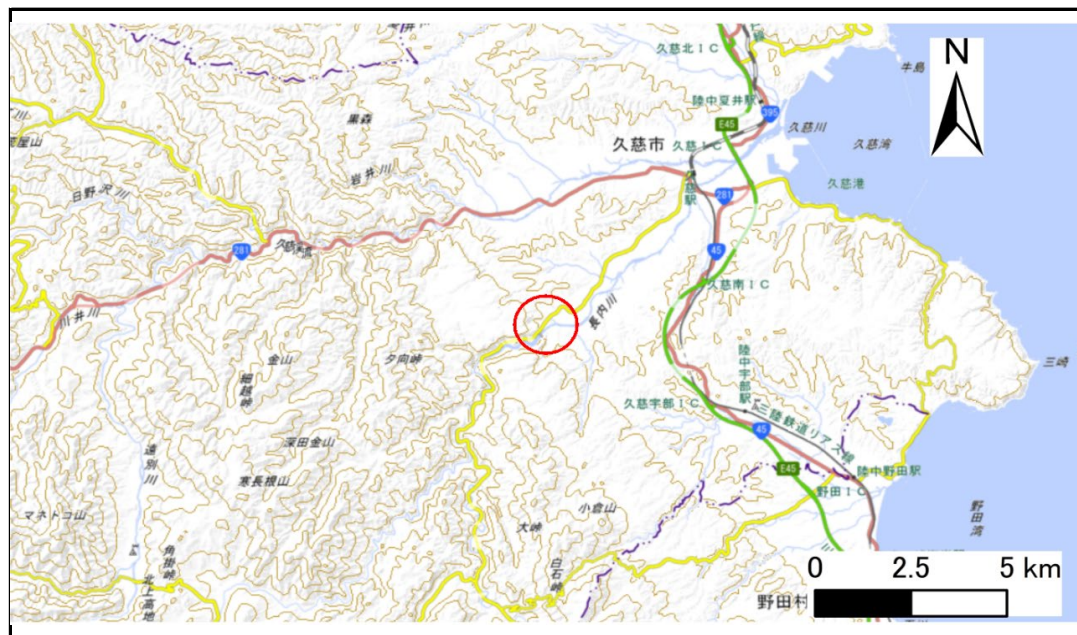 久慈北IC
牛島
N
陸中夏井駅
395
黒森
E45
久慈川
久慈市
久慈IC
久慈湾
岩井川
久慈港
日野沢川
281
281
45
久慈南IC
長内川
川井川
三崎
金山
夕向峠
細越峠
陸中宇部駅
久慈宇部IC
三陸鉄道リアス線
45
遠別川
深田金山
E45
陸中野田駅
寒長根山
野田IC
小倉山
マネトコ山
大峠
野田湾
角掛峠
白石峠
北上高地
0 2.5 5 km
野田村